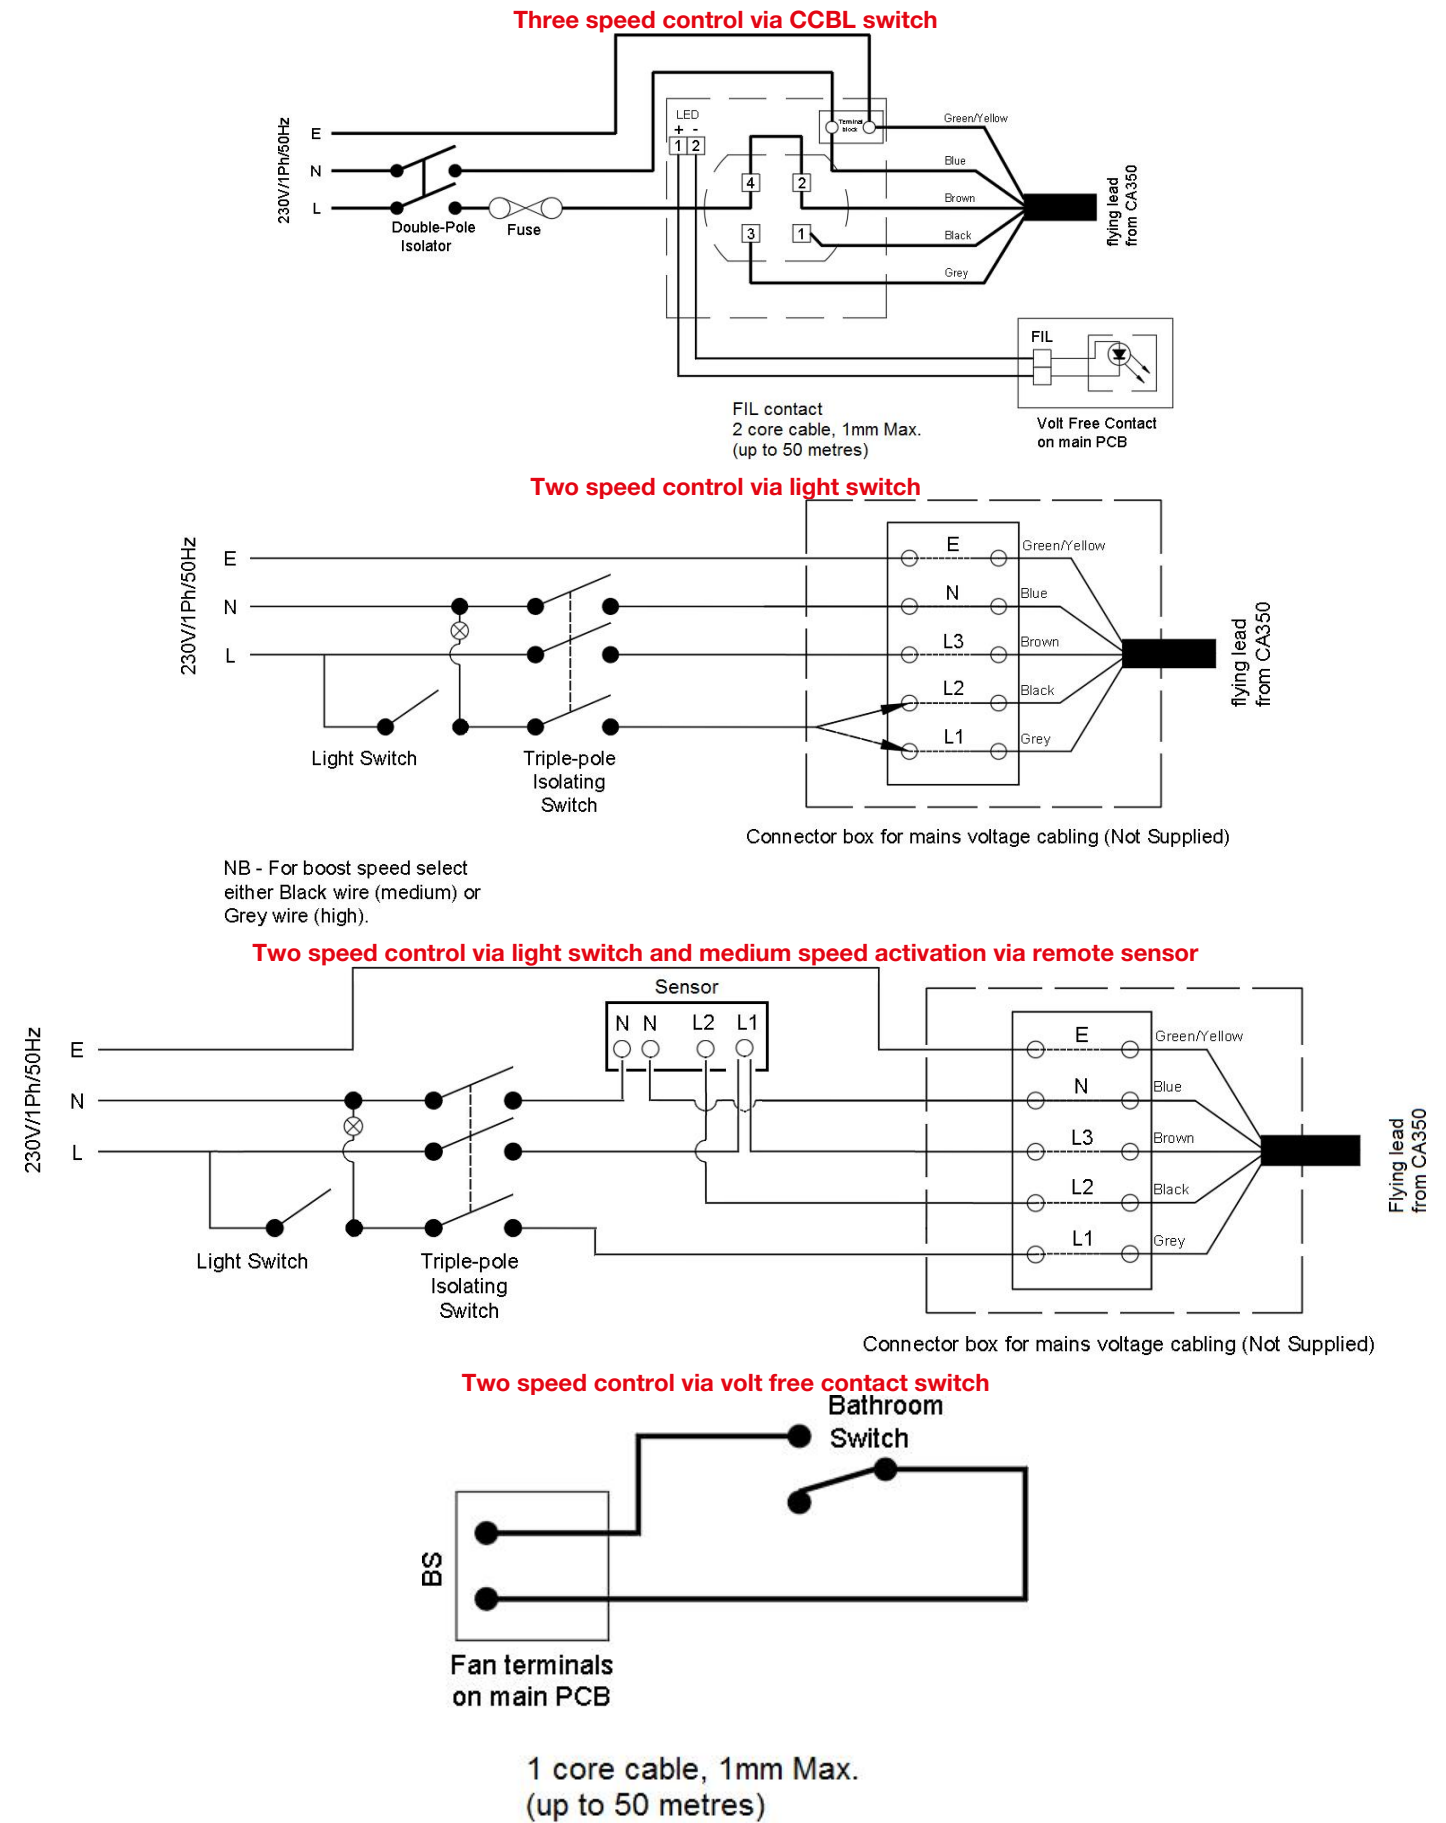 Three speed control via CCBL switch
230V/1Ph/50Hz
E
N
L
Double-Pole
Isolator
Fuse
LED
+ -
1 2
Terminal
block
4
2
3
1
Green/Yellow
Blue
Brown
Black
Grey
flying lead
from CA350
FIL
Volt Free Contact
on main PCB
FIL contact
2 core cable, 1mm Max.
(up to 50 metres)
Two speed control via light switch
230V/1Ph/50Hz
E
N
L
Light Switch
Triple-pole
Isolating
Switch
E
N
L3
L2
L1
Green/Yellow
Blue
Brown
Black
Grey
flying lead
from CA350
Connector box for mains voltage cabling (Not Supplied)
NB - For boost speed select
either Black wire (medium) or
Grey wire (high).
Two speed control via light switch and medium speed activation via remote sensor
230V/1Ph/50Hz
E
N
L
Light Switch
Triple-pole
Isolating
Switch
Sensor
N N L2 L1
E
N
L3
L2
L1
Green/Yellow
Blue
Brown
Black
Grey
Flying lead
from CA350
Connector box for mains voltage cabling (Not Supplied)
Two speed control via volt free contact switch
Bathroom
Switch
BS
Fan terminals
on main PCB
1 core cable, 1mm Max.
(up to 50 metres)